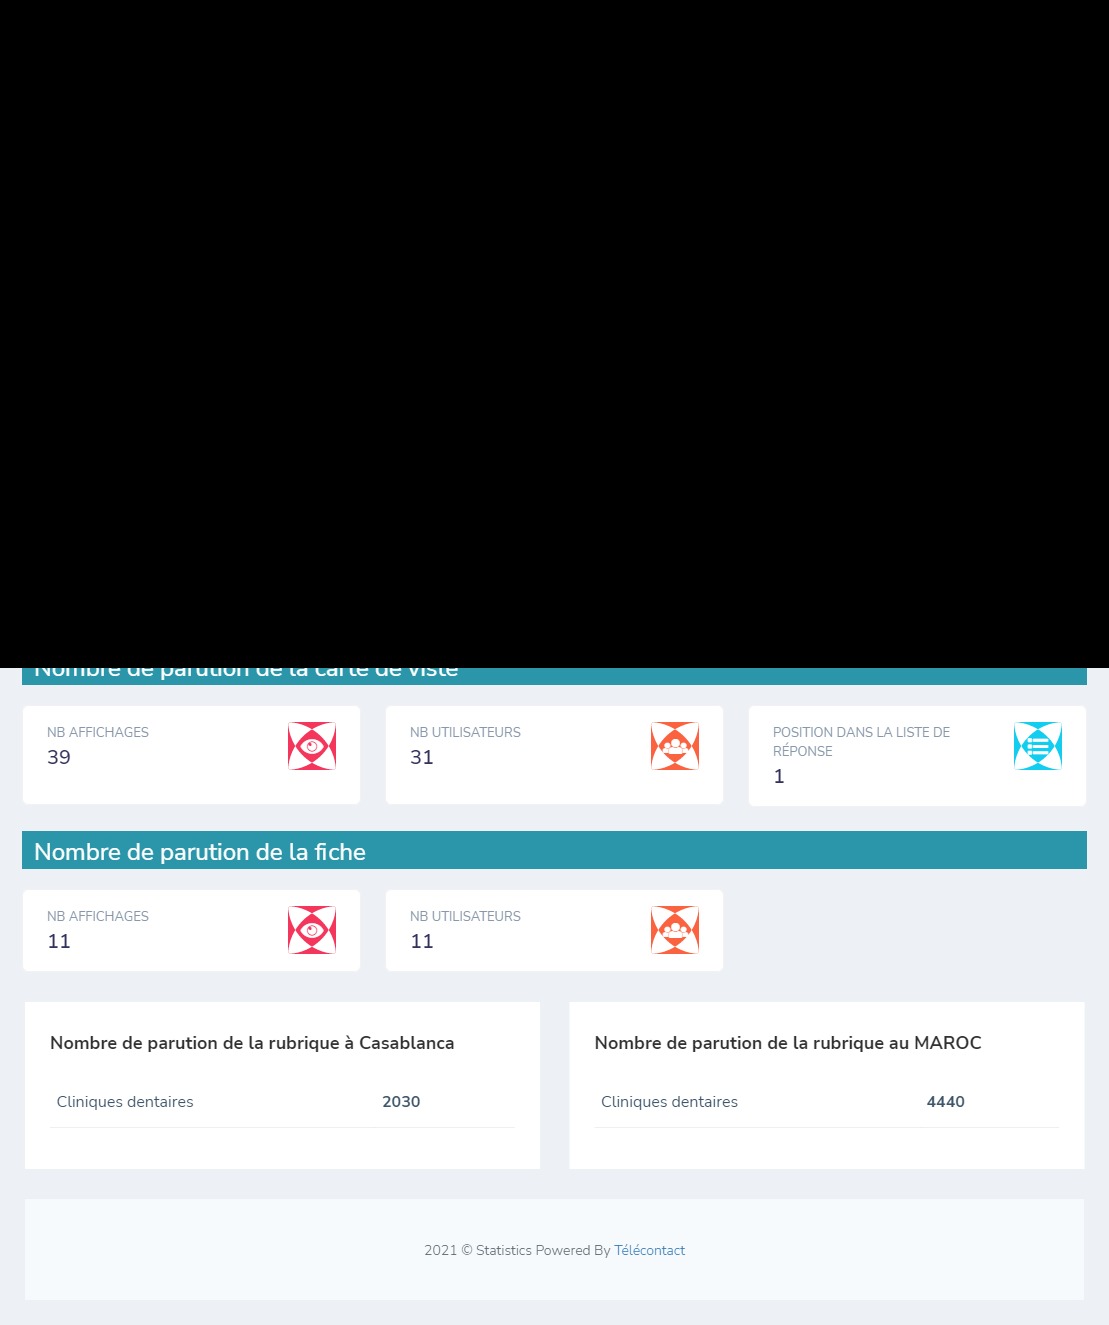 Nombre de parution de la carte de viste
NB AFFICHAGES
39
NB UTILISATEURS
31
POSITION DANS LA LISTE DE
RÉPONSE
1
Nombre de parution de la fiche
NB AFFICHAGES
11
NB UTILISATEURS
11
Nombre de parution de la rubrique à Casablanca
Cliniques dentaires 2030
Nombre de parution de la rubrique au MAROC
Cliniques dentaires 4440
2021 © Statistics Powered By Télécontact